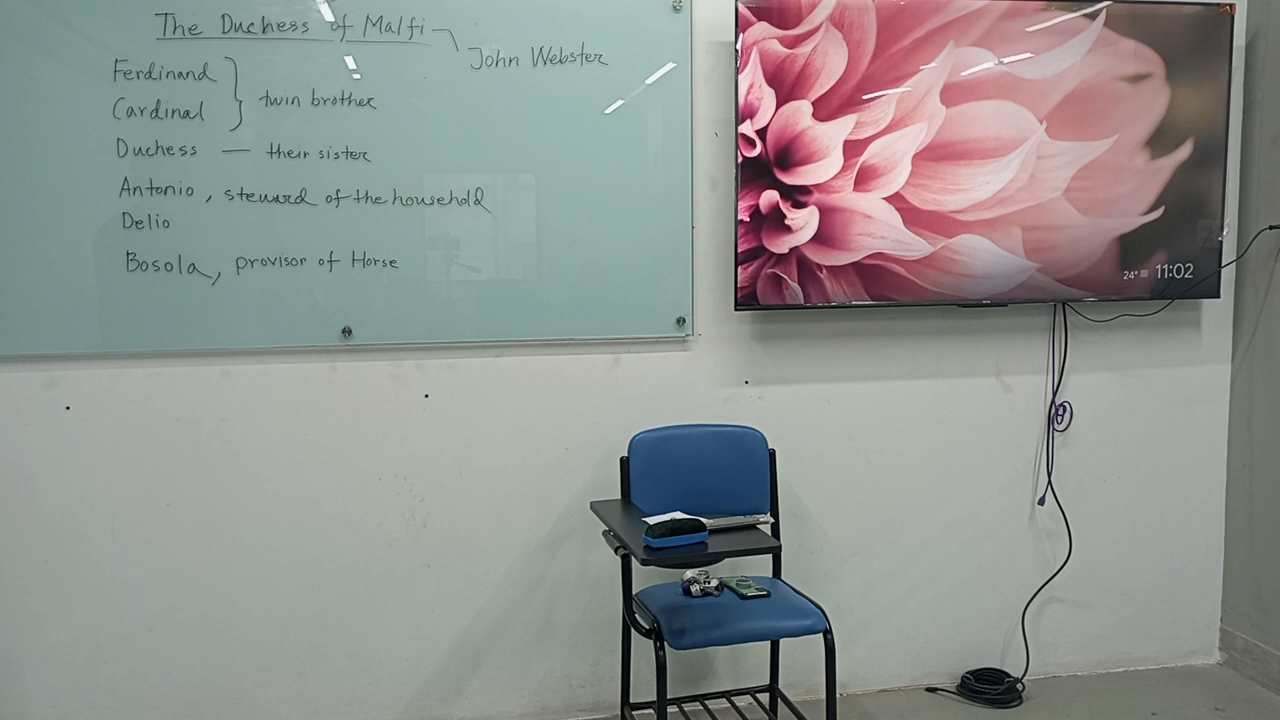 The Duchess of Malfi
John Webster
Ferdinand
Cardinal
twin brother
Duchess — their sister
Antonio, steward of the household
Delio
Bosola, provisor of Horse
24° 11:02